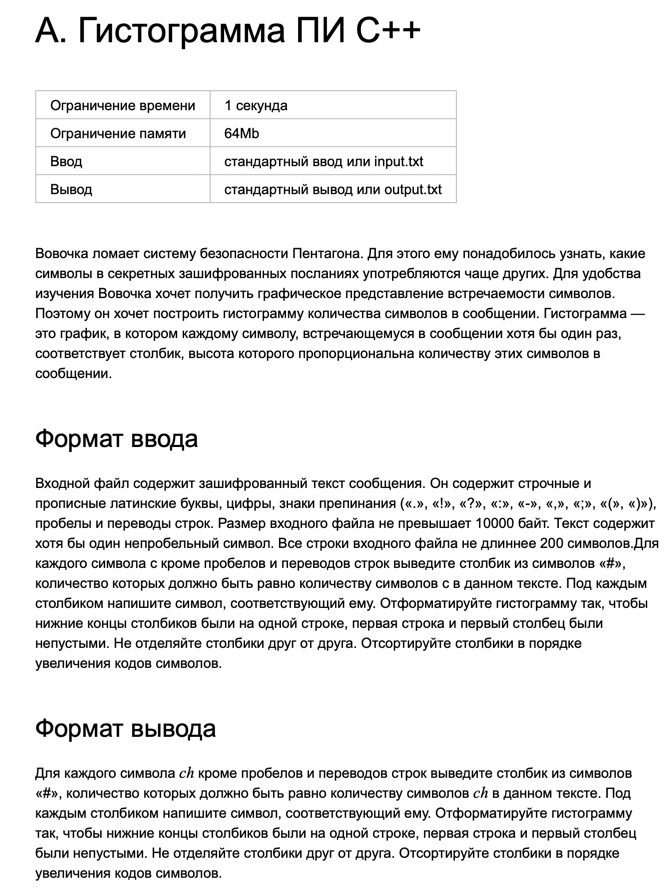 A. Гистограмма ПИ C++
Ограничение времени 1 секунда
Ограничение памяти 64Mb
Ввод стандартный ввод или input.txt
Вывод стандартный вывод или output.txt
Вовочка ломает систему безопасности Пентагона. Для этого ему понадобилось узнать, какие
символы в секретных зашифрованных посланиях употребляются чаще других. Для удобства
изучения Вовочка хочет получить графическое представление встречаемости символов.
Поэтому он хочет построить гистограмму количества символов в сообщении. Гистограмма —
это график, в котором каждому символу, встречающемуся в сообщении хотя бы один раз,
соответствует столбик, высота которого пропорциональна количеству этих символов в
сообщении.
Формат ввода
Входной файл содержит зашифрованный текст сообщения. Он содержит строчные и
прописные латинские буквы, цифры, знаки препинания («.», «!», «?», «:», «-», «,», «;», «(», «)»),
пробелы и переводы строк. Размер входного файла не превышает 10000 байт. Текст содержит
хотя бы один непробельный символ. Все строки входного файла не длиннее 200 символов.Для
каждого символа c кроме пробелов и переводов строк выведите столбик из символов «#»,
количество которых должно быть равно количеству символов c в данном тексте. Под каждым
столбиком напишите символ, соответствующий ему. Отформатируйте гистограмму так, чтобы
нижние концы столбиков были на одной строке, первая строка и первый столбец были
непустыми. Не отделяйте столбики друг от друга. Отсортируйте столбики в порядке
увеличения кодов символов.
Формат вывода
Для каждого символа ch кроме пробелов и переводов строк выведите столбик из символов
«#», количество которых должно быть равно количеству символов ch в данном тексте. Под
каждым столбиком напишите символ, соответствующий ему. Отформатируйте гистограмму
так, чтобы нижние концы столбиков были на одной строке, первая строка и первый столбец
были непустыми. Не отделяйте столбики друг от друга. Отсортируйте столбики в порядке
увеличения кодов символов.